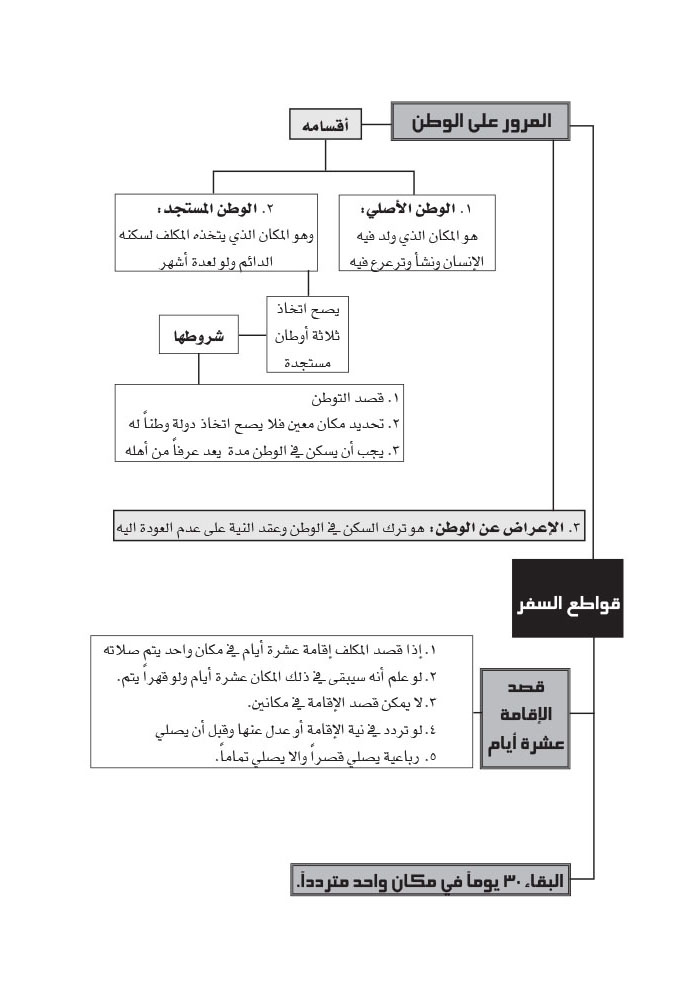 المرور على الوطن
أقسامه
١. الوطن الأصلي:
هو المكان الذي ولد فيه
الإنسان ونشأ وترعرع فيه
٢. الوطن المستجد:
وهو المكان الذي يتخذه المكلف لسكنه
الدائم ولو لعدة أشهر
يصح اتخاذ
ثلاثة أوطان
مستجدة
شروطها
١. قصد التوطن
٢. تحديد مكان معين فلا يصح اتخاذ دولة وطناً له
٣. يجب أن يسكن في الوطن مدة يعد عرفاً من أهله
٢. الإعراض عن الوطن: هو ترك السكن في الوطن وعقد النية على عدم العودة اليه
قواطع السفر
قصد
الإقامة
عشرة أيام
١. إذا قصد المكلف إقامة عشرة أيام في مكان واحد يتم صلاته
٢. لو علم أنه سيبقى في ذلك المكان عشرة أيام ولو قهراً يتم.
٣. لا يمكن قصد الإقامة في مكانين.
٤. لو تردد في نية الإقامة أو عدل عنها وقبل أن يصلي
٥. رباعية يصلي قصراً والا يصلي تماماً.
البقاء ٣٠ يوماً في مكان واحد متردداً.